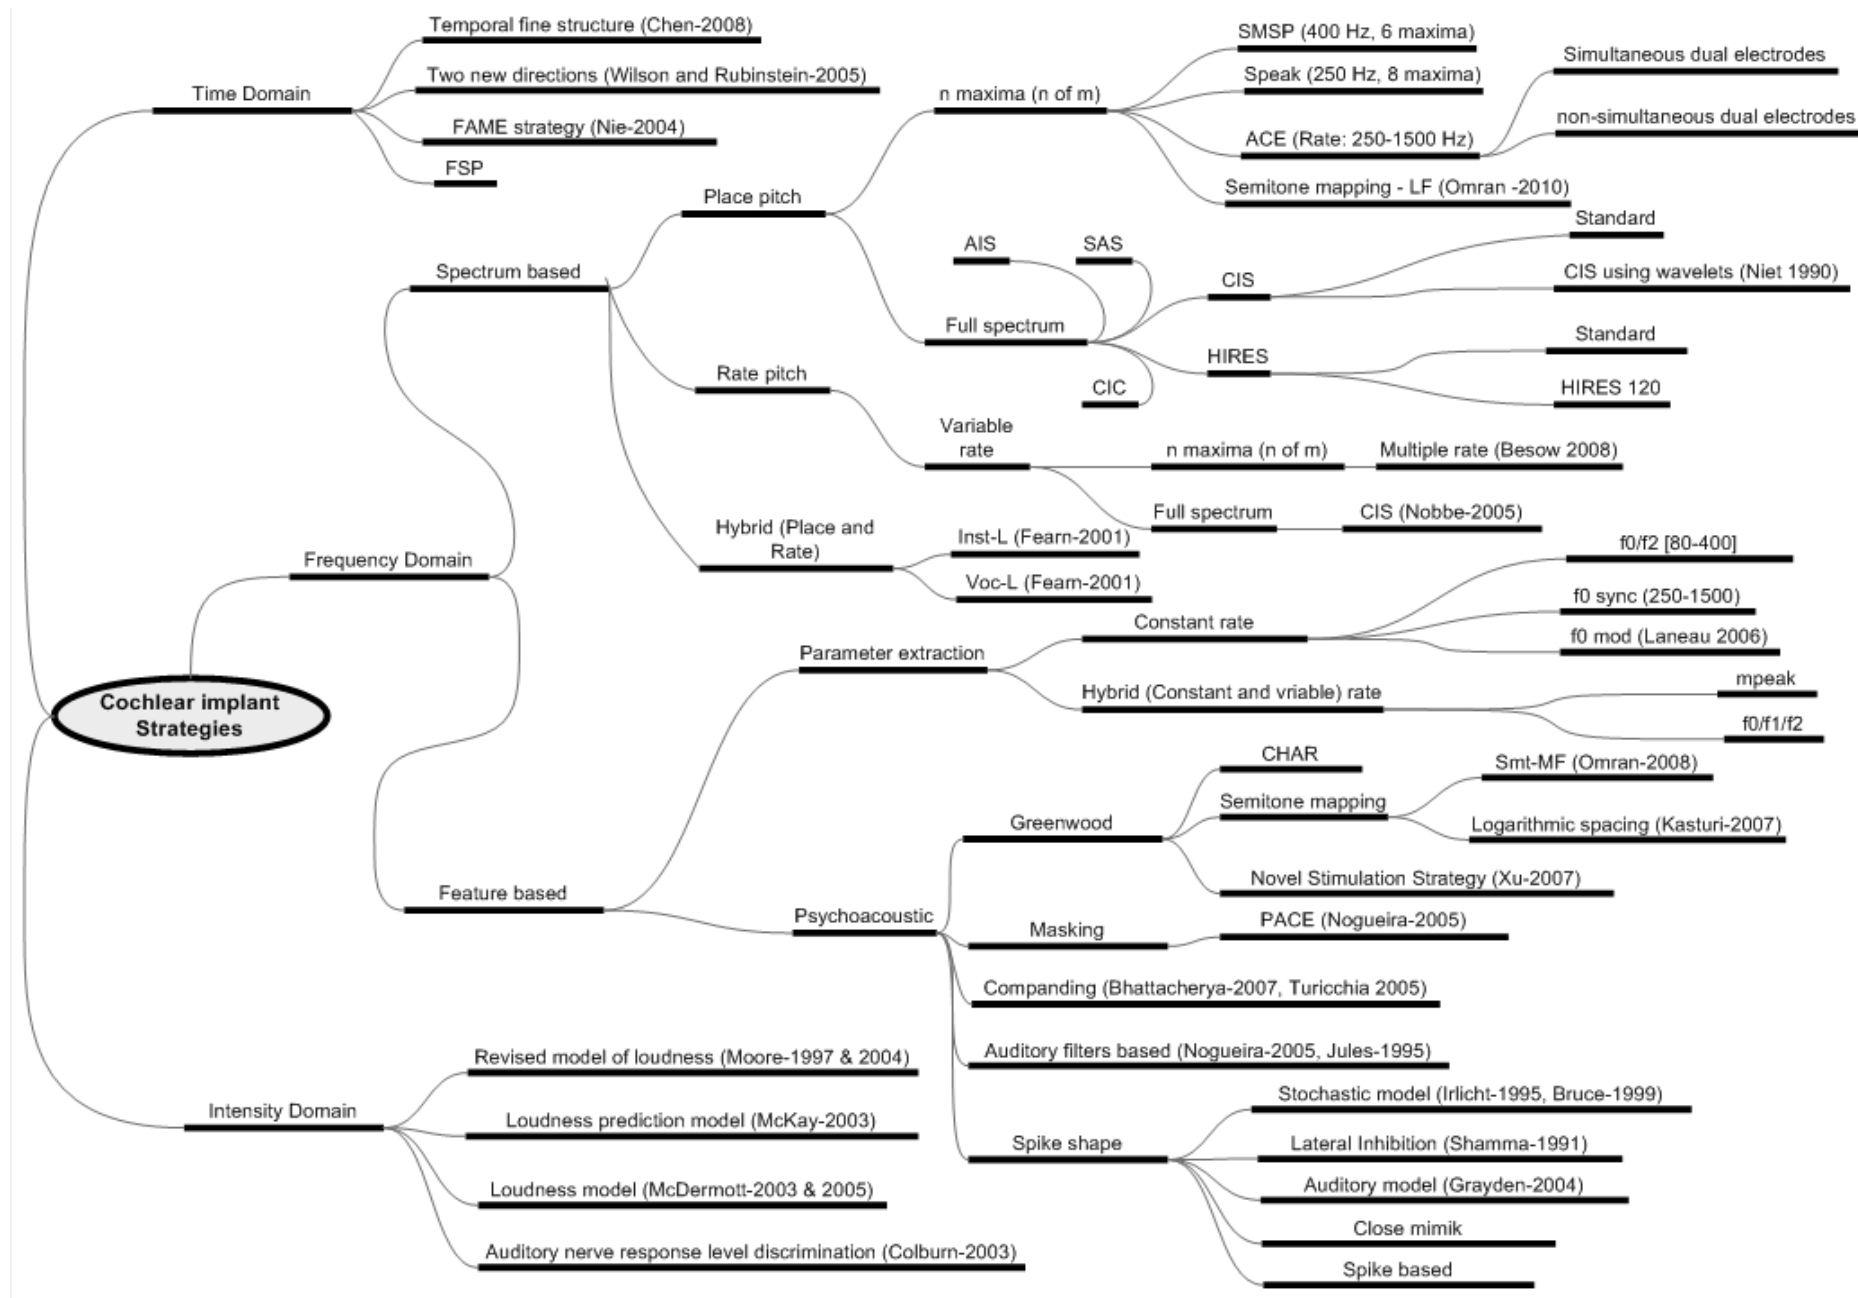 Temporal fine structure (Chen-2008)
Two new directions (Wilson and Rubinstein-2005)
Time Domain
FAME strategy (Nie-2004)
FSP
SMSP (400 Hz, 6 maxima)
Speak (250 Hz, 8 maxima)
n maxima (n of m)
ACE (Rate: 250-1500 Hz)
Simultaneous dual electrodes
non-simultaneous dual electrodes
Semitone mapping - LF (Omran -2010)
Place pitch
Spectrum based
AIS
SAS
CIS
Standard
CIS using wavelets (Niet 1990)
Full spectrum
HIRES
Standard
HIRES 120
CIC
Rate pitch
Variable
rate
n maxima (n of m)
Multiple rate (Besow 2008)
Full spectrum
CIS (Nobbe-2005)
Hybrid (Place and
Rate)
Inst-L (Fearn-2001)
Voc-L (Fearn-2001)
Frequency Domain
f0/f2 [80-400]
f0 sync (250-1500)
Constant rate
f0 mod (Laneau 2006)
Parameter extraction
Hybrid (Constant and vriable) rate
mpeak
f0/f1/f2
Cochlear implant
Strategies
CHAR
Smt-MF (Omran-2008)
Semitone mapping
Greenwood
Logarithmic spacing (Kasturi-2007)
Novel Stimulation Strategy (Xu-2007)
Feature based
Psychoacoustic
Masking
PACE (Nogueira-2005)
Companding (Bhattacherya-2007, Turicchia 2005)
Auditory filters based (Nogueira-2005, Jules-1995)
Revised model of loudness (Moore-1997 & 2004)
Intensity Domain
Loudness prediction model (McKay-2003)
Loudness model (McDermott-2003 & 2005)
Auditory nerve response level discrimination (Colburn-2003)
Stochastic model (Irlicht-1995, Bruce-1999)
Spike shape
Lateral Inhibition (Shamma-1991)
Auditory model (Grayden-2004)
Close mimik
Spike based